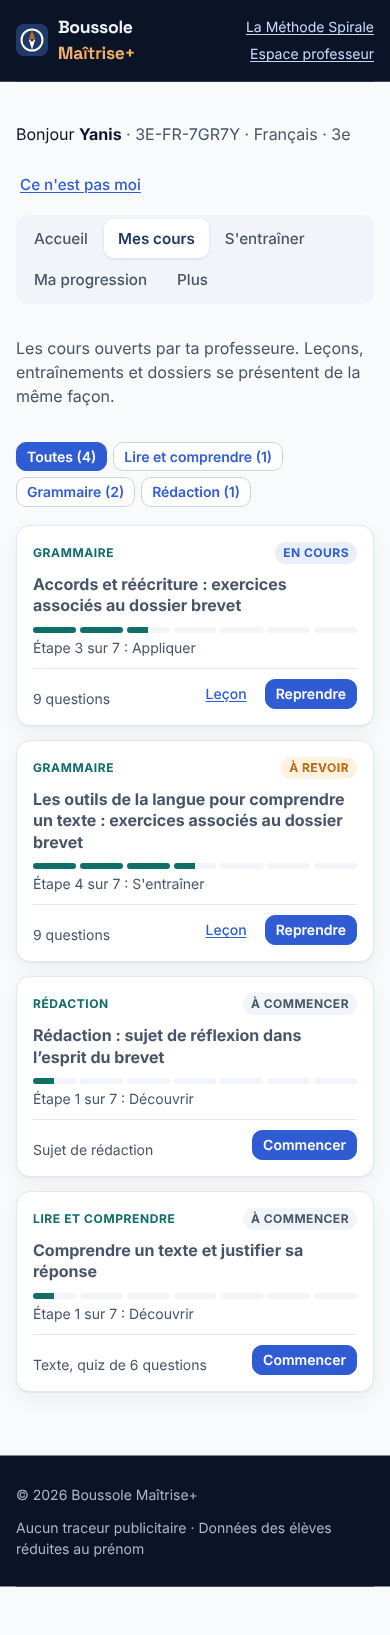 Boussole
Maîtrise+
La Méthode Spirale
Espace professeur
Bonjour Yanis · 3E-FR-7GR7Y · Français · 3e
Ce n'est pas moi
Accueil Mes cours S'entraîner
Ma progression Plus
Les cours ouverts par ta professeure. Leçons,
entraînements et dossiers se présentent de la
même façon.
Toutes (4) Lire et comprendre (1)
Grammaire (2) Rédaction (1)
GRAMMAIRE EN COURS
Accords et réécriture : exercices
associés au dossier brevet
Étape 3 sur 7 : Appliquer
9 questions Leçon Reprendre
GRAMMAIRE À REVOIR
Les outils de la langue pour comprendre
un texte : exercices associés au dossier
brevet
Étape 4 sur 7 : S'entraîner
9 questions Leçon Reprendre
RÉDACTION À COMMENCER
Rédaction : sujet de réflexion dans
l’esprit du brevet
Étape 1 sur 7 : Découvrir
Sujet de rédaction Commencer
LIRE ET COMPRENDRE À COMMENCER
Comprendre un texte et justifier sa
réponse
Étape 1 sur 7 : Découvrir
Texte, quiz de 6 questions Commencer
© 2026 Boussole Maîtrise+
Aucun traceur publicitaire · Données des élèves
réduites au prénom